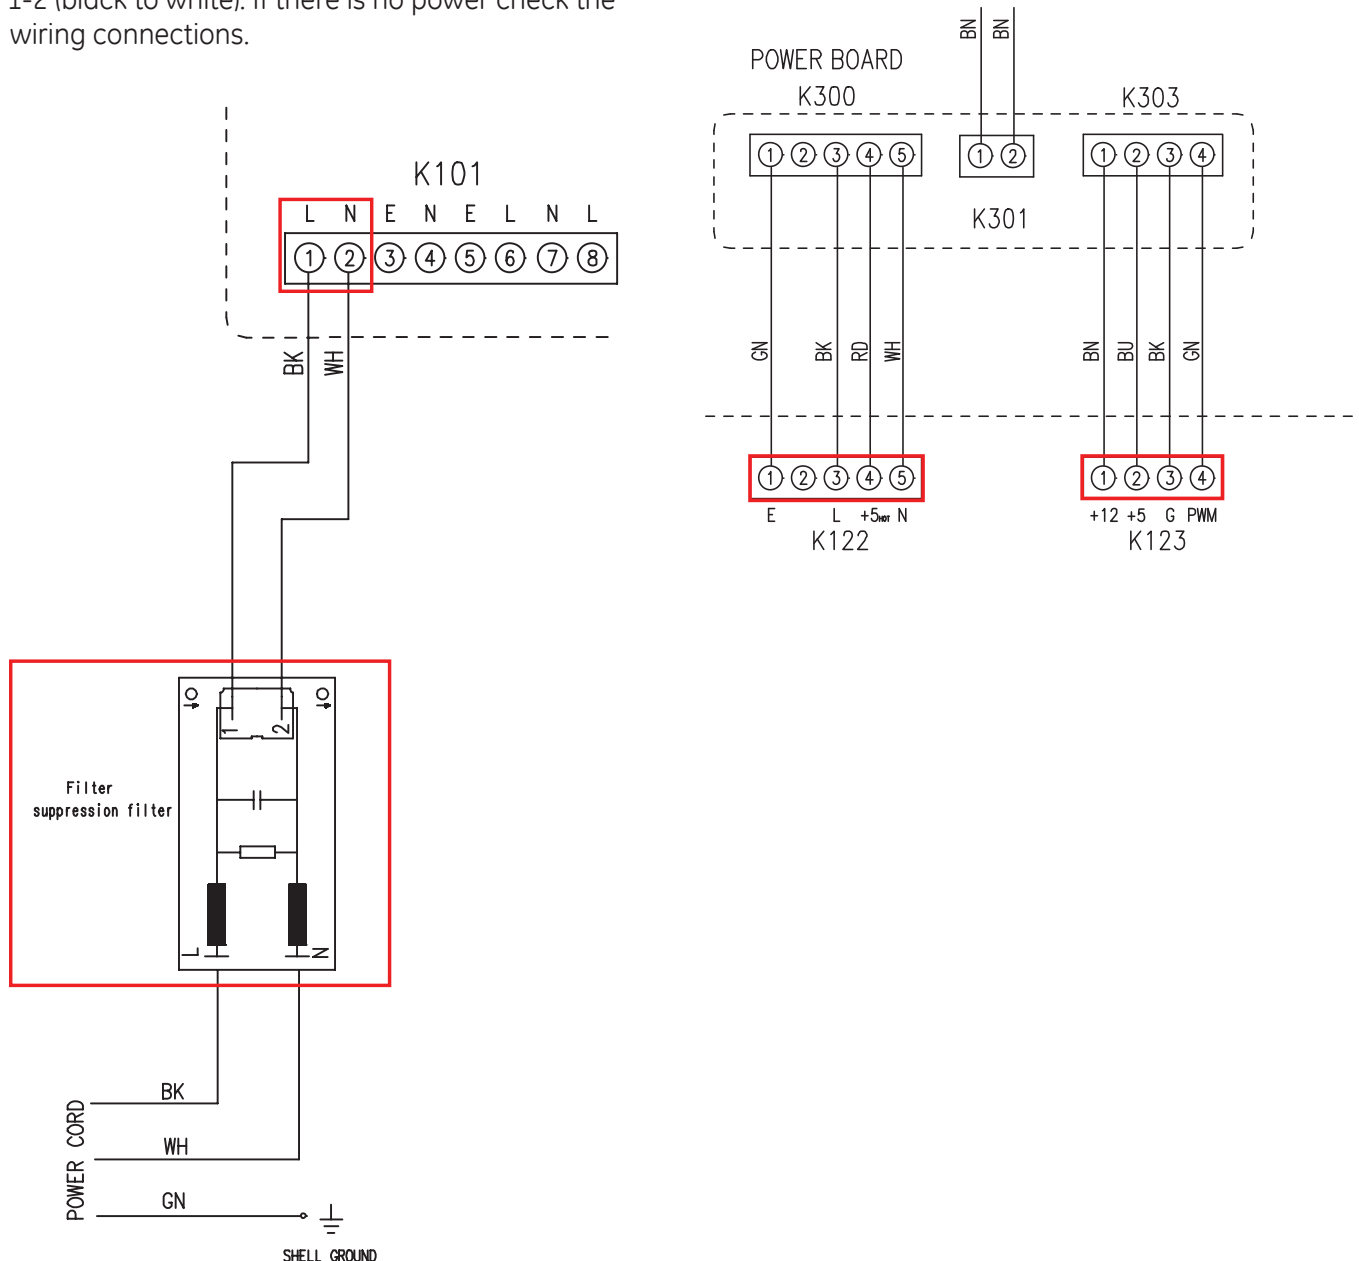 1-2 (black to white). If there is no power check the
wiring connections.
K101
L N E N E L N L
1 2 3 4 5 6 7 8
BK
WH
Filter
suppression filter
1 2
L N
POWER CORD
BK
WH
GN
SHELL GROUND
BN BN
POWER BOARD
K300
K303
1 2 3 4 5
1 2
1 2 3 4
K301
GN BK RD WH
BN BU BK GN
1 2 3 4 5
1 2 3 4
E L +5HOT N
+12 +5 G PWM
K122
K123